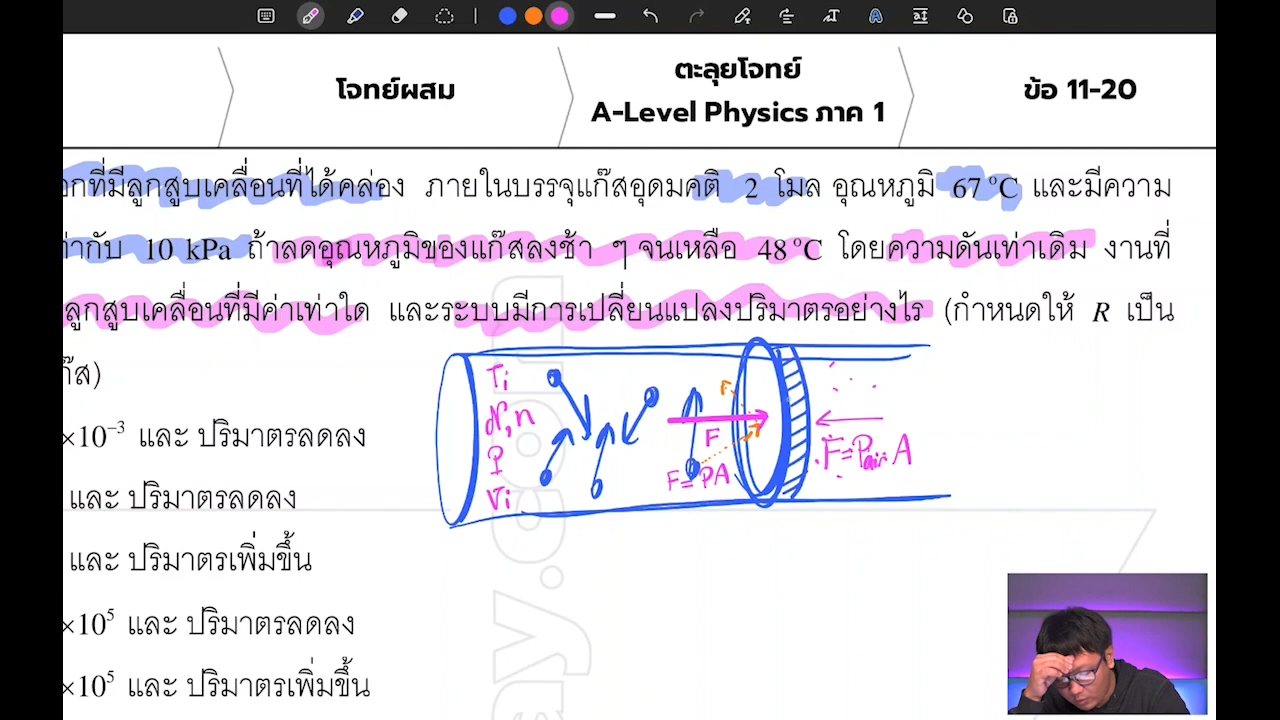 โจทย์ผสม
ตะลุยโจทย์
A-Level Physics ภาค 1
ข้อ 11-20
อกที่มีลูกสูบเคลื่อนที่ได้คล่อง ภายในบรรจุแก๊สอุดมคติ 2 โมล อุณหภูมิ 67 °C และมีความ
ท่ากับ 10 kPa ถ้าลดอุณหภูมิของแก๊สลงช้า ๆ จนเหลือ 48 °C โดยความดันเท่าเดิม งานที่
ลูกสูบเคลื่อนที่มีค่าเท่าใด และระบบมีการเปลี่ยนแปลงปริมาตรอย่างไร (กำหนดให้ R เป็น
ก๊ส)
Ti
N, n
P
Vi
F
F=PA
F=Pair A
×10⁻³ และ ปริมาตรลดลง
และ ปริมาตรลดลง
และ ปริมาตรเพิ่มขึ้น
×10⁵ และ ปริมาตรลดลง
×10⁵ และ ปริมาตรเพิ่มขึ้น
ay.com